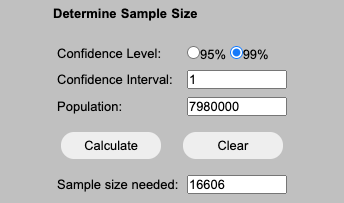 Determine Sample Size
Confidence Level: 95% 99%
Confidence Interval: 1
Population: 7980000
Calculate Clear
Sample size needed: 16606